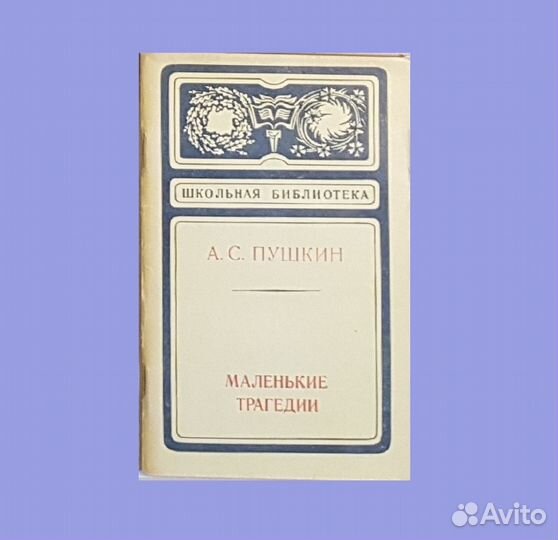 ШКОЛЬНАЯ БИБЛИОТЕКА
А. С. ПУШКИН
МАЛЕНЬКИЕ
ТРАГЕДИИ
Avito